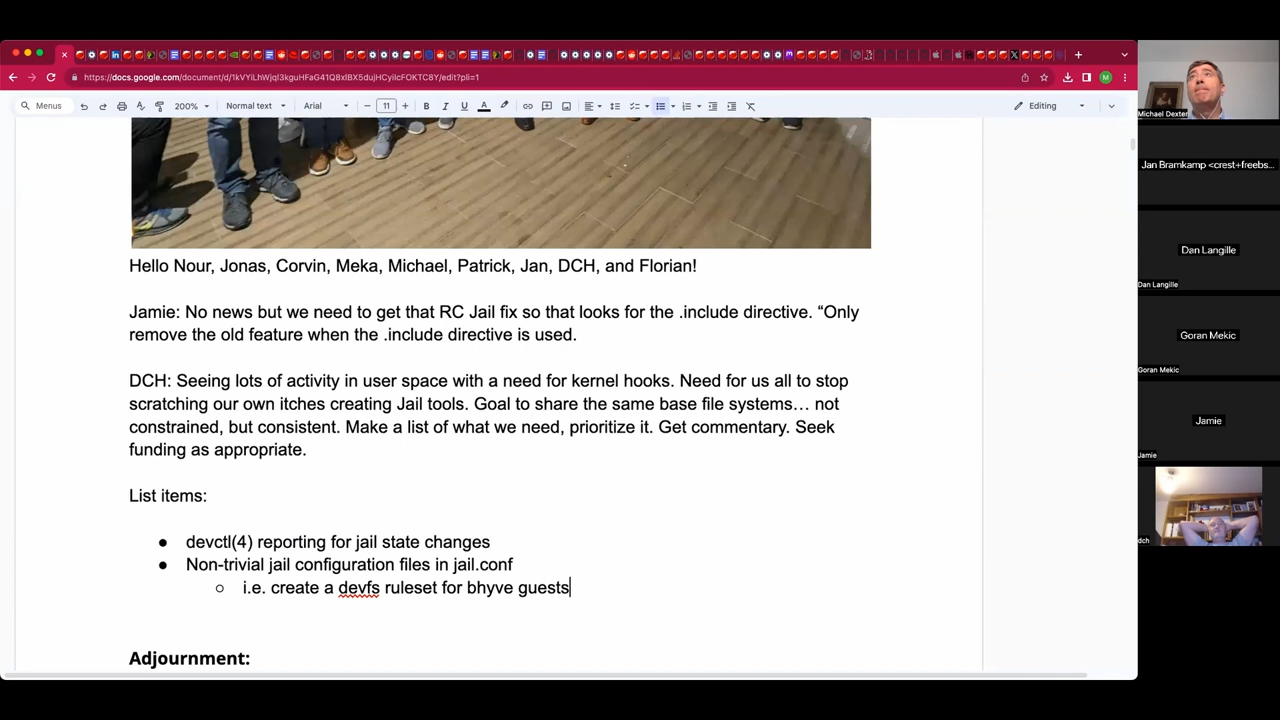 https://docs.google.com/document/d/1kVYiLhWjqI3kguHFaG41Q8xIBX5dujHCyilcFOKTC8Y/edit?pli=1
M
Menus
200%
Normal text
Arial
11
B
I
U
A
Editing
Hello Nour, Jonas, Corvin, Meka, Michael, Patrick, Jan, DCH, and Florian!
Jamie: No news but we need to get that RC Jail fix so that looks for the .include directive. “Only
remove the old feature when the .include directive is used.
DCH: Seeing lots of activity in user space with a need for kernel hooks. Need for us all to stop
scratching our own itches creating Jail tools. Goal to share the same base file systems… not
constrained, but consistent. Make a list of what we need, prioritize it. Get commentary. Seek
funding as appropriate.
List items:
● devctl(4) reporting for jail state changes
● Non-trivial jail configuration files in jail.conf
○ i.e. create a devfs ruleset for bhyve guests
Adjournment:
Michael Dexter
Jan Bramkamp <crest+freebs...
Dan Langille
Dan Langille
Goran Mekic
Goran Mekic
Jamie
Jamie
dch